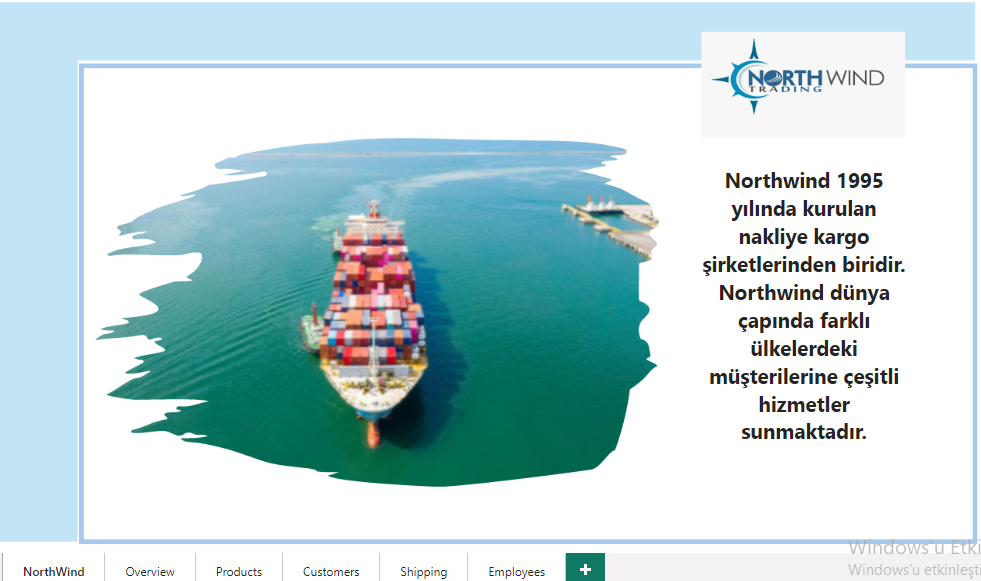 NORTHWIND
TRADING
Northwind 1995
yılında kurulan
nakliye kargo
şirketlerinden biridir.
Northwind dünya
çapında farklı
ülkelerdeki
müşterilerine çeşitli
hizmetler
sunmaktadır.
Windows'u Etki
Windows'u etkinleşti
NorthWind Overview Products Customers Shipping Employees +